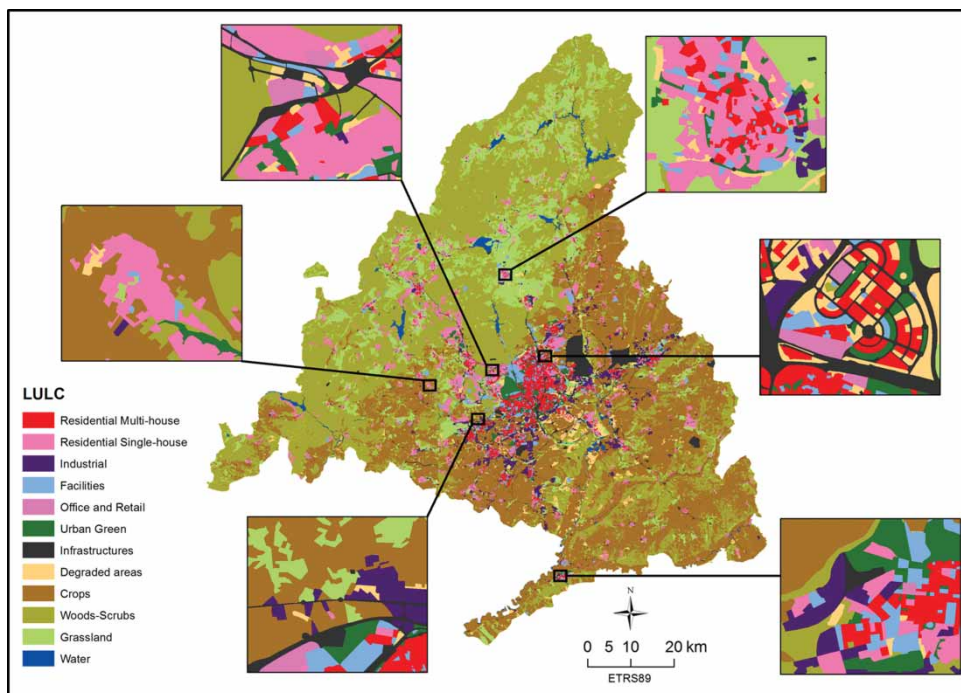 LULC
Residential Multi-house
Residential Single-house
Industrial
Facilities
Office and Retail
Urban Green
Infrastructures
Degraded areas
Crops
Woods-Scrubs
Grassland
Water
N
0 5 10 20 km
ETRS89